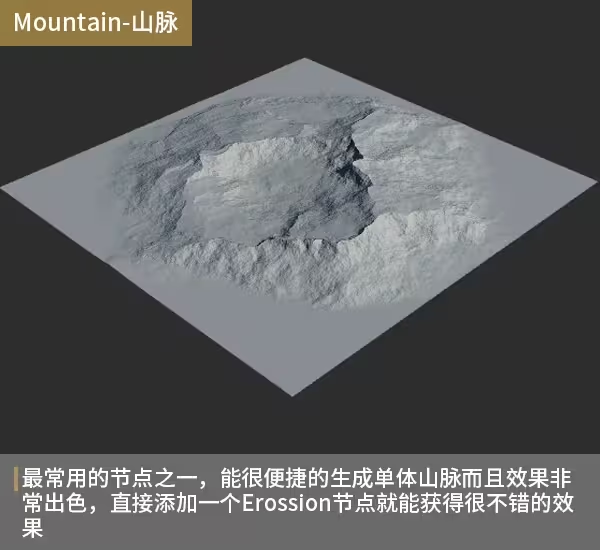 Mountain-山脉
最常用的节点之一，能很便捷的生成单体山脉而且效果非
常出色，直接添加一个Erossion节点就能获得很不错的效
果